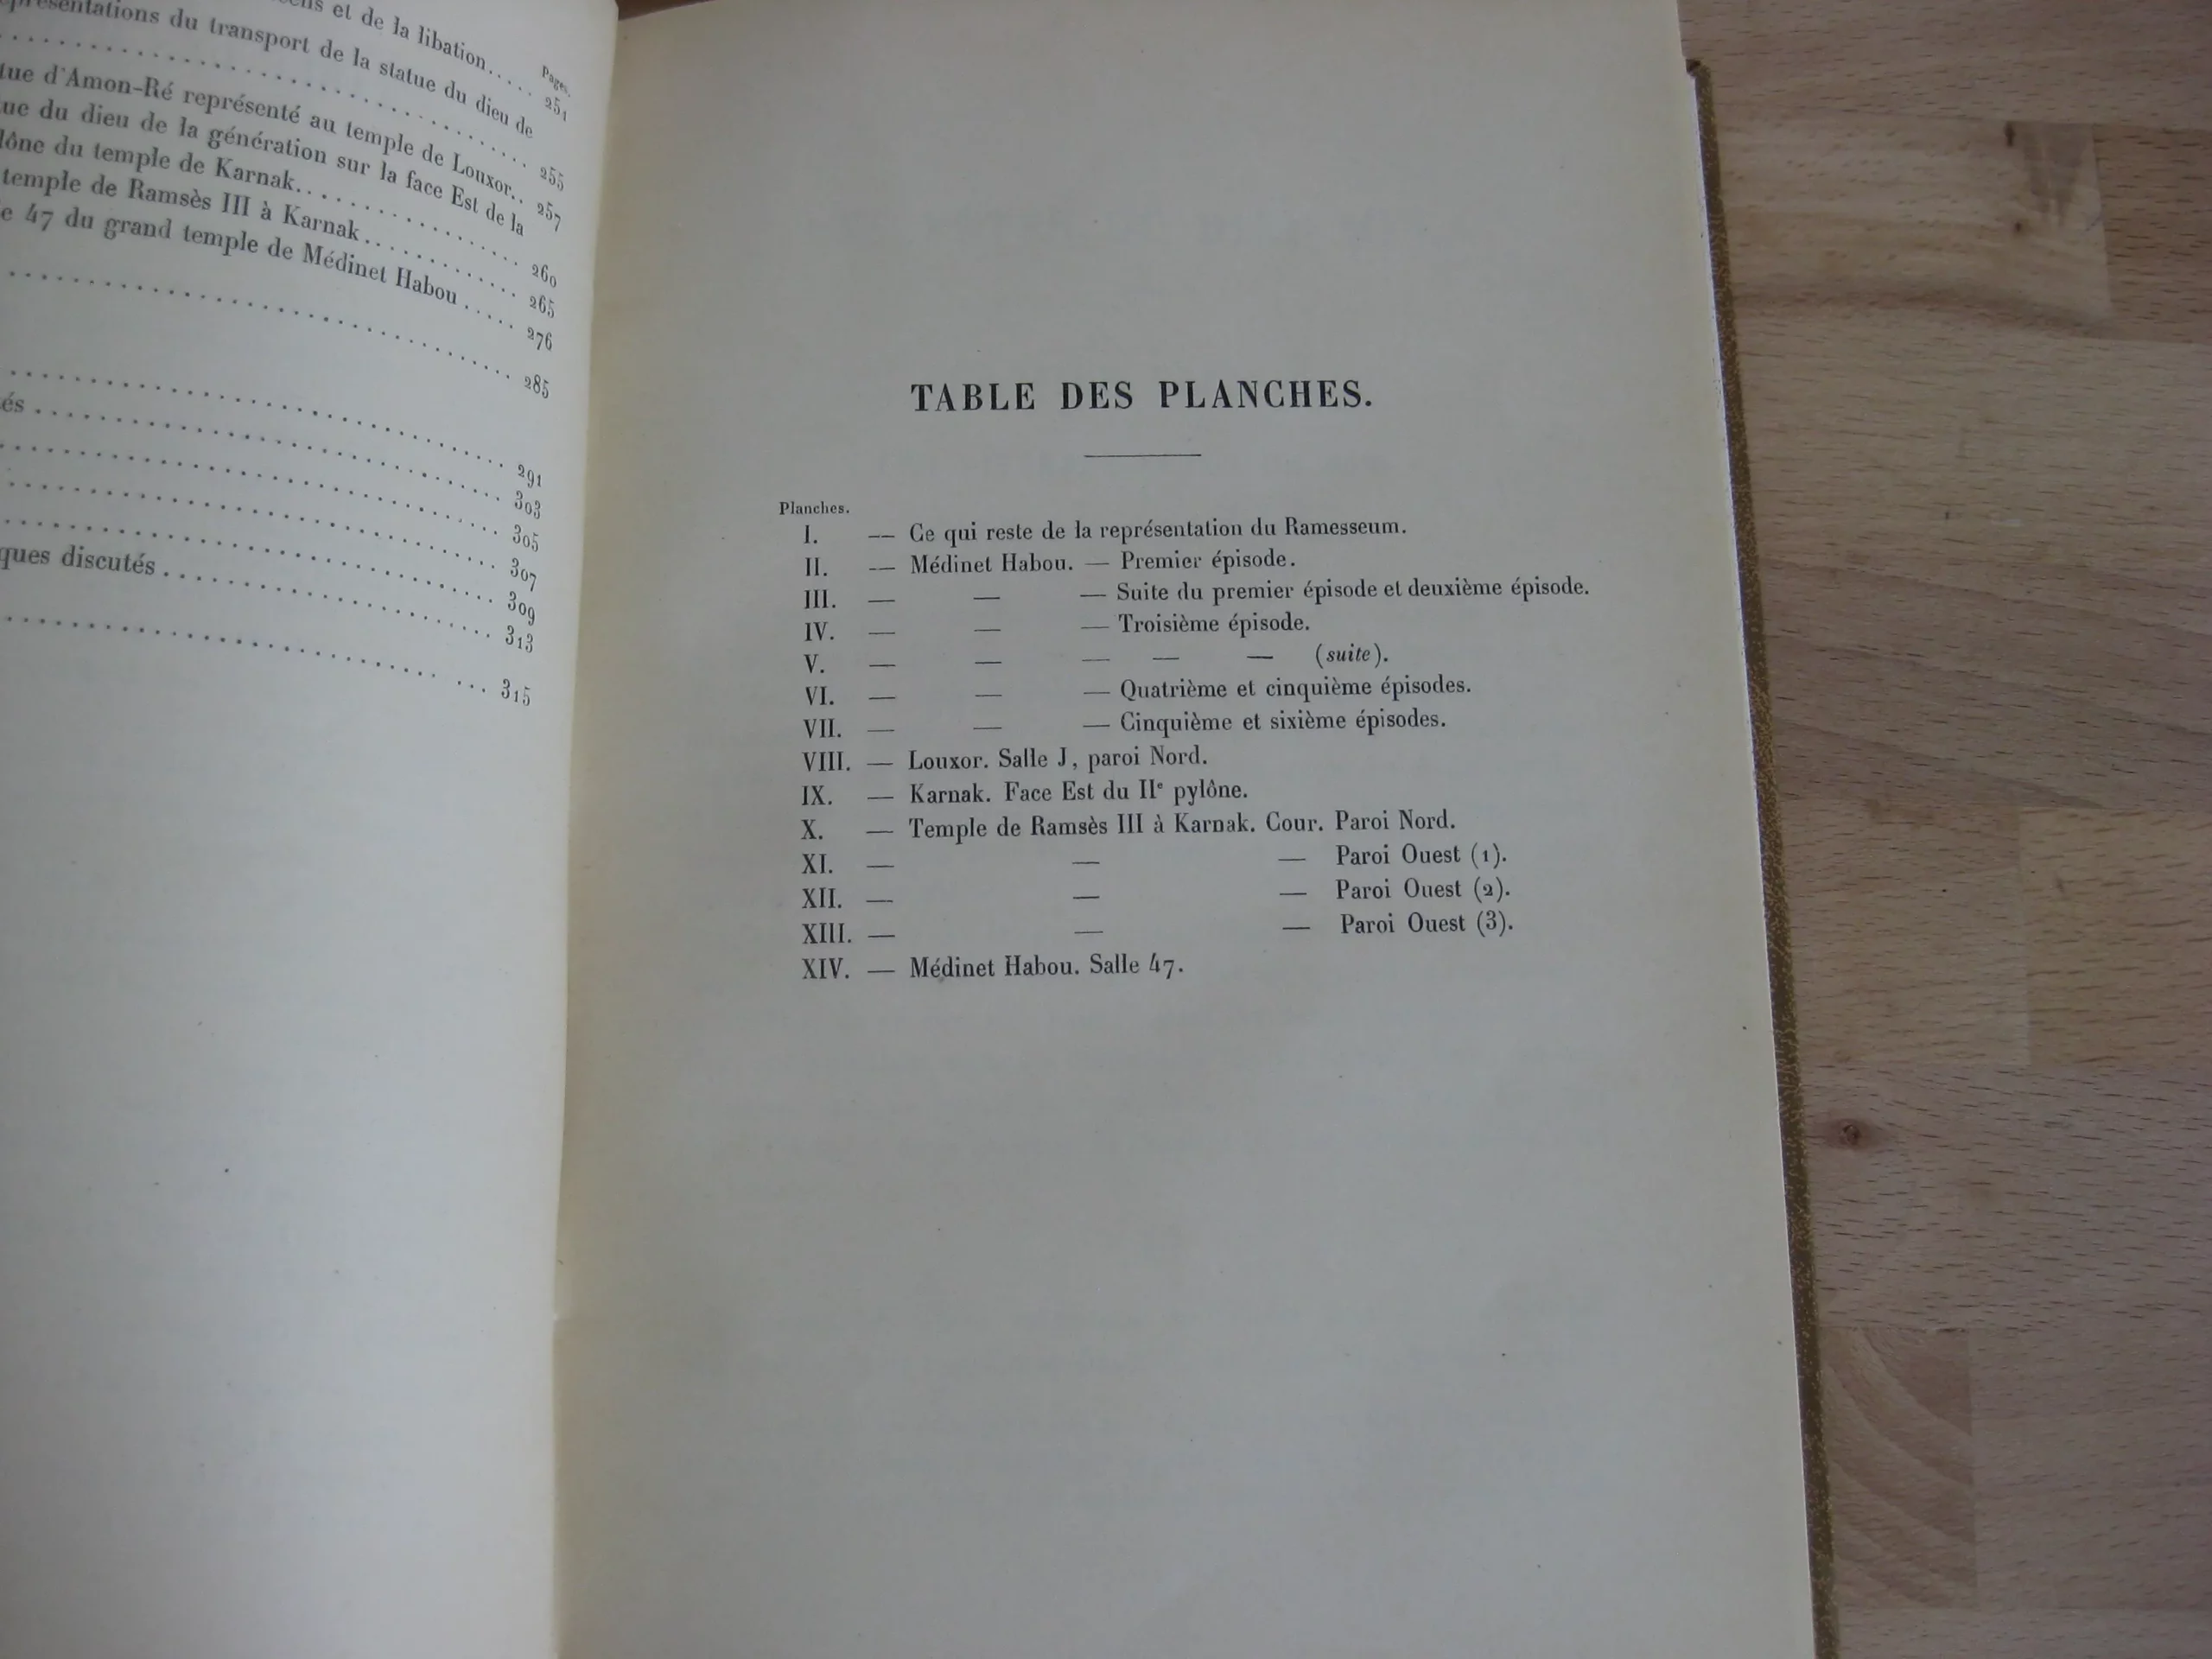 et de la libation..... 251
Pages.
du transport de la statue du dieu de
........ 255
d'Amon-Ré représenté au temple de Louxor.. 257
du dieu de la génération sur la face Est de la
du temple de Karnak........ 260
temple de Ramsès III à Karnak........ 265
47 du grand temple de Médinet Habou..... 276
........ 285
........ 291
........ 303
........ 305
........ 307
........ 309
discutés........ 313
........ 315
TABLE DES PLANCHES.
Planches.
I. — Ce qui reste de la représentation du Ramesseum.
II. — Médinet Habou. — Premier épisode.
III. — — — Suite du premier épisode et deuxième épisode.
IV. — — — Troisième épisode.
V. — — — — — (suite).
VI. — — — Quatrième et cinquième épisodes.
VII. — — — Cinquième et sixième épisodes.
VIII. — Louxor. Salle J, paroi Nord.
IX. — Karnak. Face Est du IIe pylône.
X. — Temple de Ramsès III à Karnak. Cour. Paroi Nord.
XI. — — — Paroi Ouest (1).
XII. — — — Paroi Ouest (2).
XIII. — — — Paroi Ouest (3).
XIV. — Médinet Habou. Salle 47.